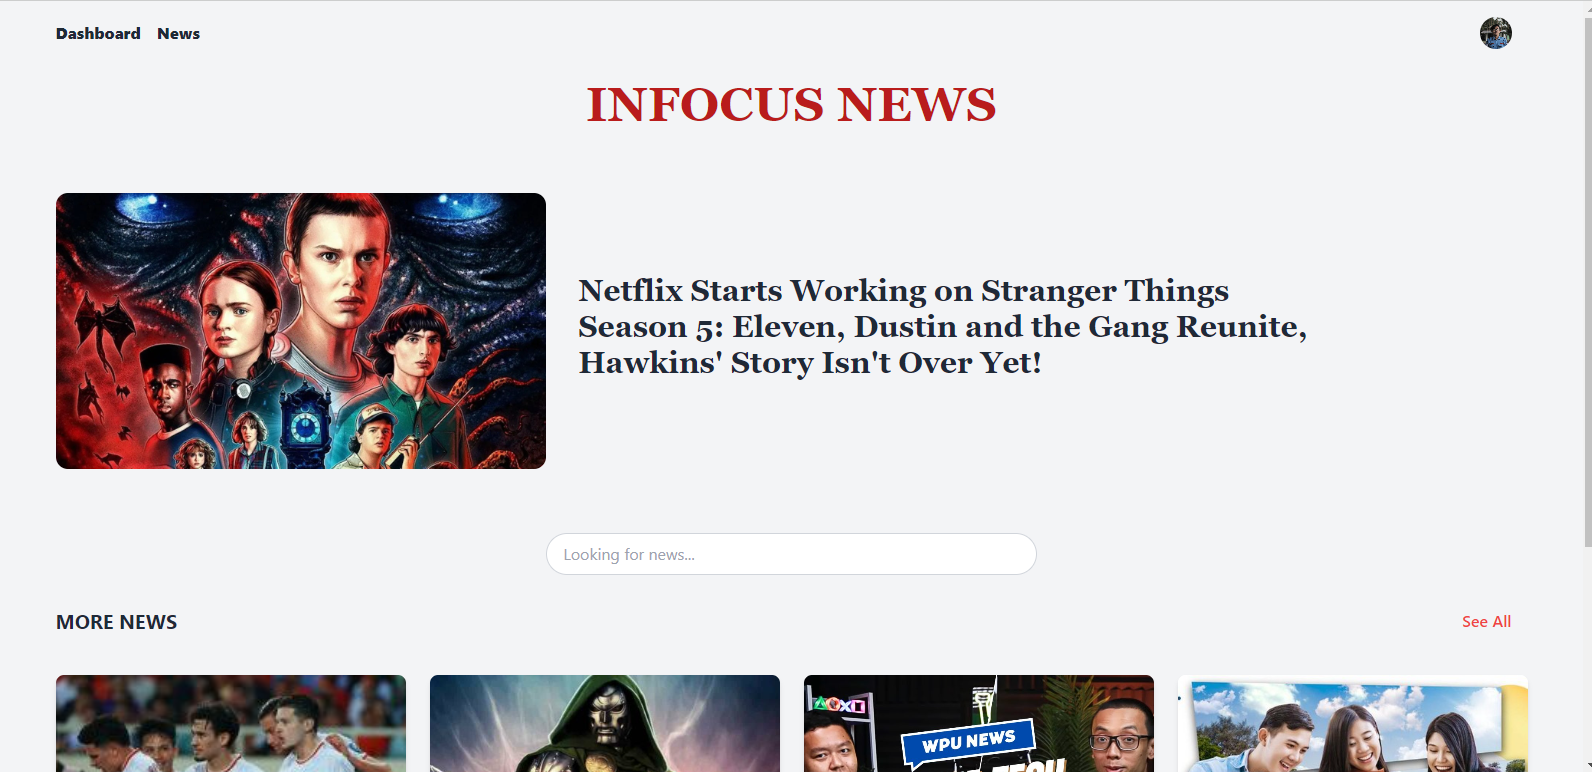 Dashboard News
INFOCUS NEWS
Netflix Starts Working on Stranger Things
Season 5: Eleven, Dustin and the Gang Reunite,
Hawkins' Story Isn't Over Yet!
Looking for news...
MORE NEWS
See All
WPU NEWS